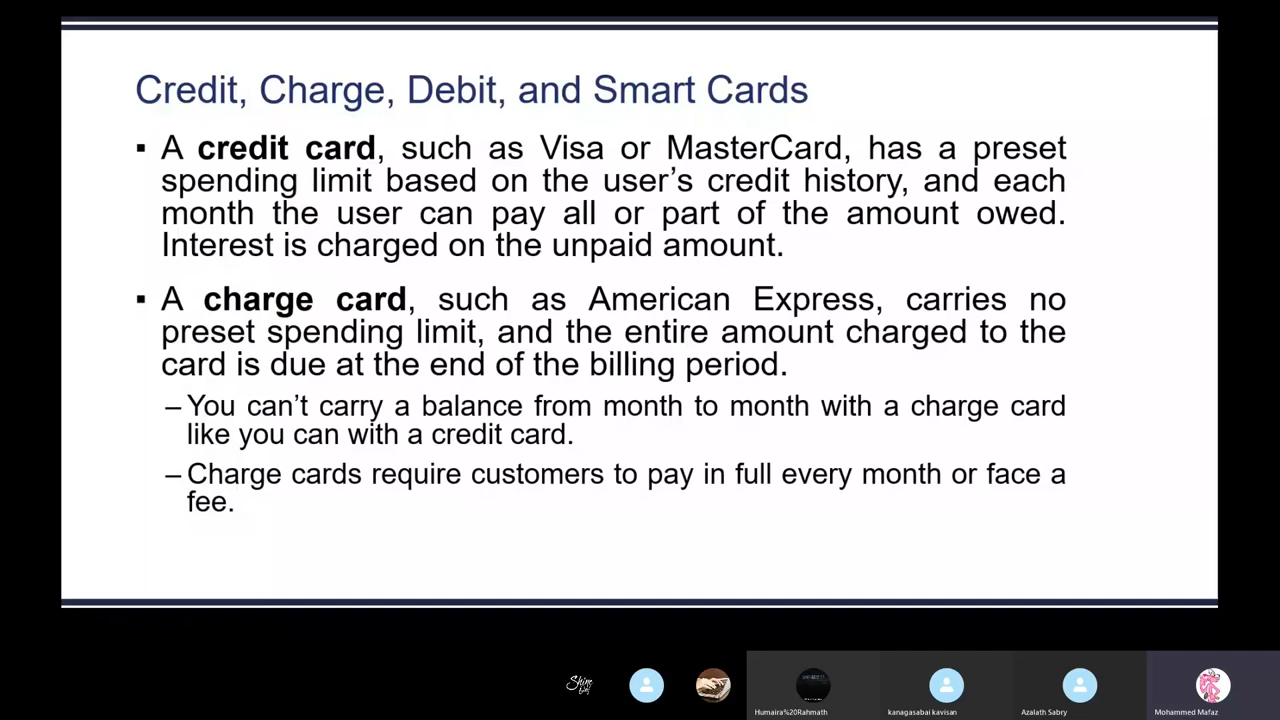 Credit, Charge, Debit, and Smart Cards
▪ A credit card, such as Visa or MasterCard, has a preset
spending limit based on the user's credit history, and each
month the user can pay all or part of the amount owed.
Interest is charged on the unpaid amount.
▪ A charge card, such as American Express, carries no
preset spending limit, and the entire amount charged to the
card is due at the end of the billing period.
– You can't carry a balance from month to month with a charge card
like you can with a credit card.
– Charge cards require customers to pay in full every month or face a
fee.
Shine
Humaira%20Rahmath
kanagasabai kavisan
Azalath Sabry
Mohammed Mafaz